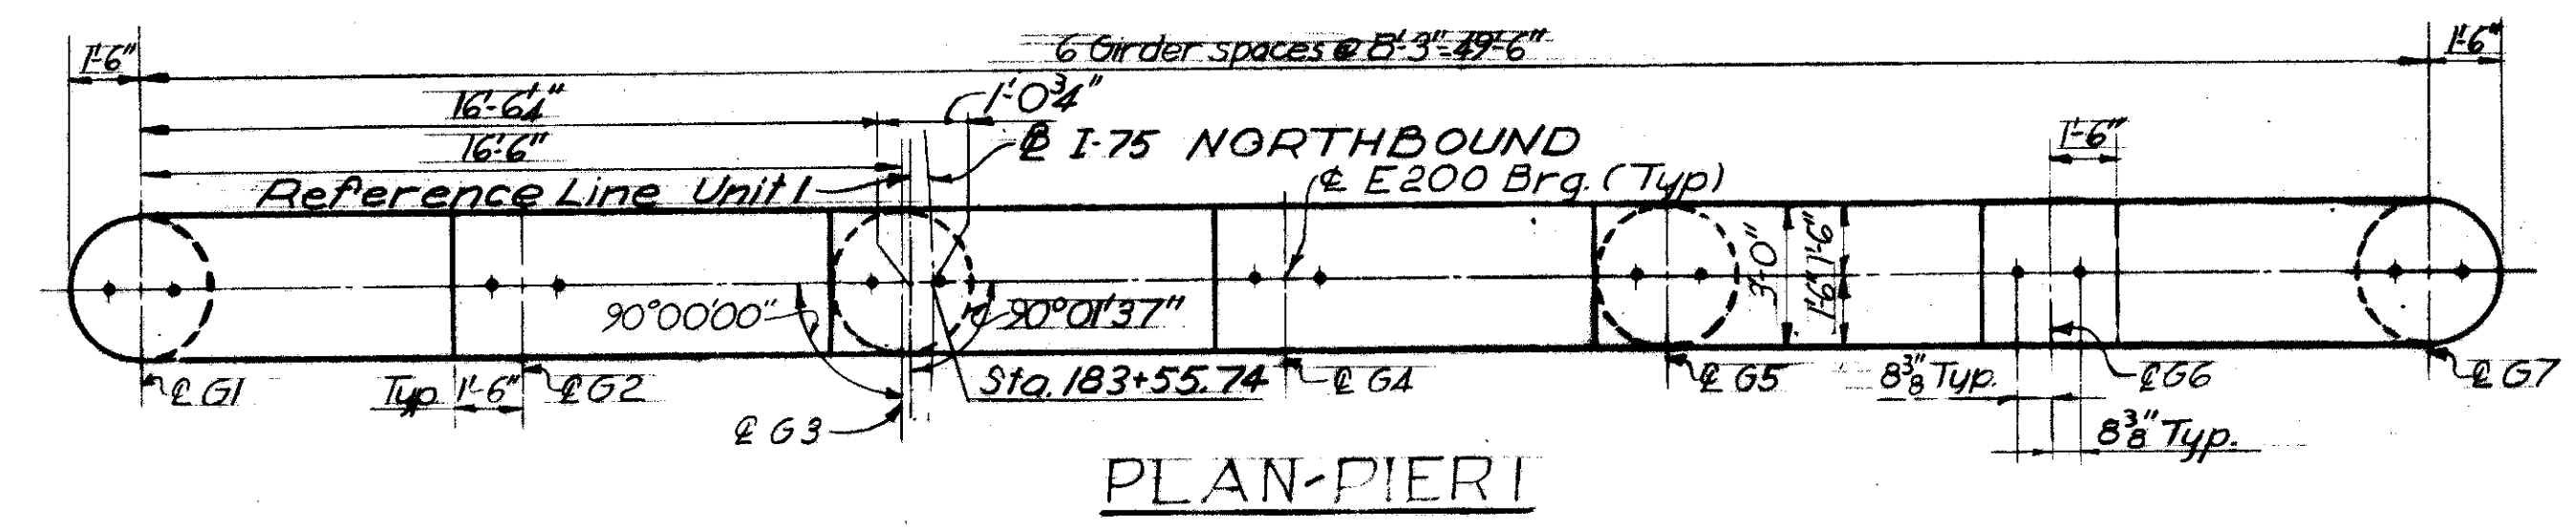 1'-6"
6 Girder spaces @ 8'-3"=49'-6"
1'-6"
16'-6¼"
1'-0¾"
16'-6"
℄ I-75 NORTHBOUND
1'-6"
Reference Line Unit 1
℄ E200 Brg. (Typ)
3'-0"
1'-6"
1'-6"
90°00'00"
90°01'37"
℄ G1
Typ 1'-6"
℄ G2
℄ G3
Sta. 183+55.74
℄ G4
℄ G5
8⅜" Typ.
℄ G6
℄ G7
8⅜" Typ.
PLAN-PIER 1